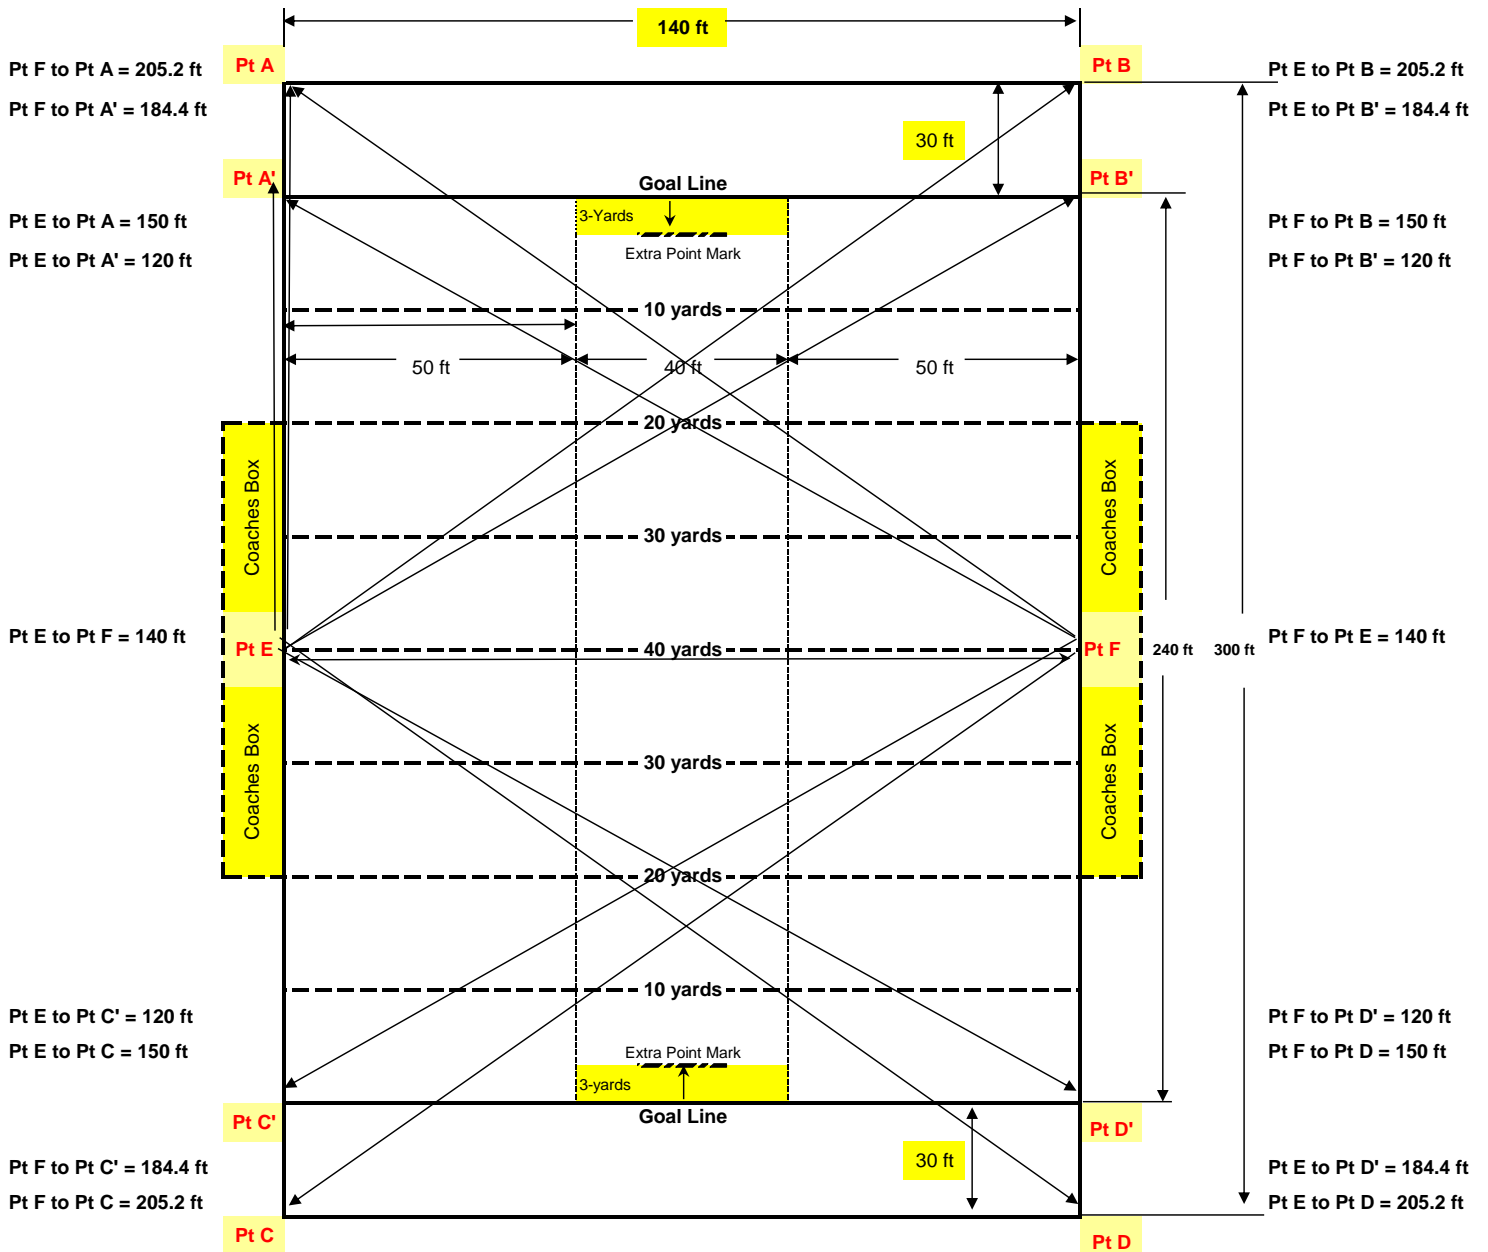 140 ft
Pt F to Pt A = 205.2 ft
Pt A
Pt B
Pt E to Pt B = 205.2 ft
Pt F to Pt A' = 184.4 ft
Pt E to Pt B' = 184.4 ft
30 ft
Pt A'
Goal Line
Pt B'
Pt E to Pt A = 150 ft
3-Yards
Pt F to Pt B = 150 ft
Extra Point Mark
Pt E to Pt A' = 120 ft
Pt F to Pt B' = 120 ft
10 yards
50 ft
40 ft
50 ft
20 yards
Coaches Box
Coaches Box
30 yards
Pt E to Pt F = 140 ft
Pt E
40 yards
Pt F
240 ft
300 ft
Pt F to Pt E = 140 ft
Coaches Box
Coaches Box
30 yards
20 yards
10 yards
Pt E to Pt C' = 120 ft
Pt F to Pt D' = 120 ft
Pt E to Pt C = 150 ft
Extra Point Mark
Pt F to Pt D = 150 ft
3-yards
Pt C'
Goal Line
Pt D'
30 ft
Pt F to Pt C' = 184.4 ft
Pt E to Pt D' = 184.4 ft
Pt F to Pt C = 205.2 ft
Pt E to Pt D = 205.2 ft
Pt C
Pt D